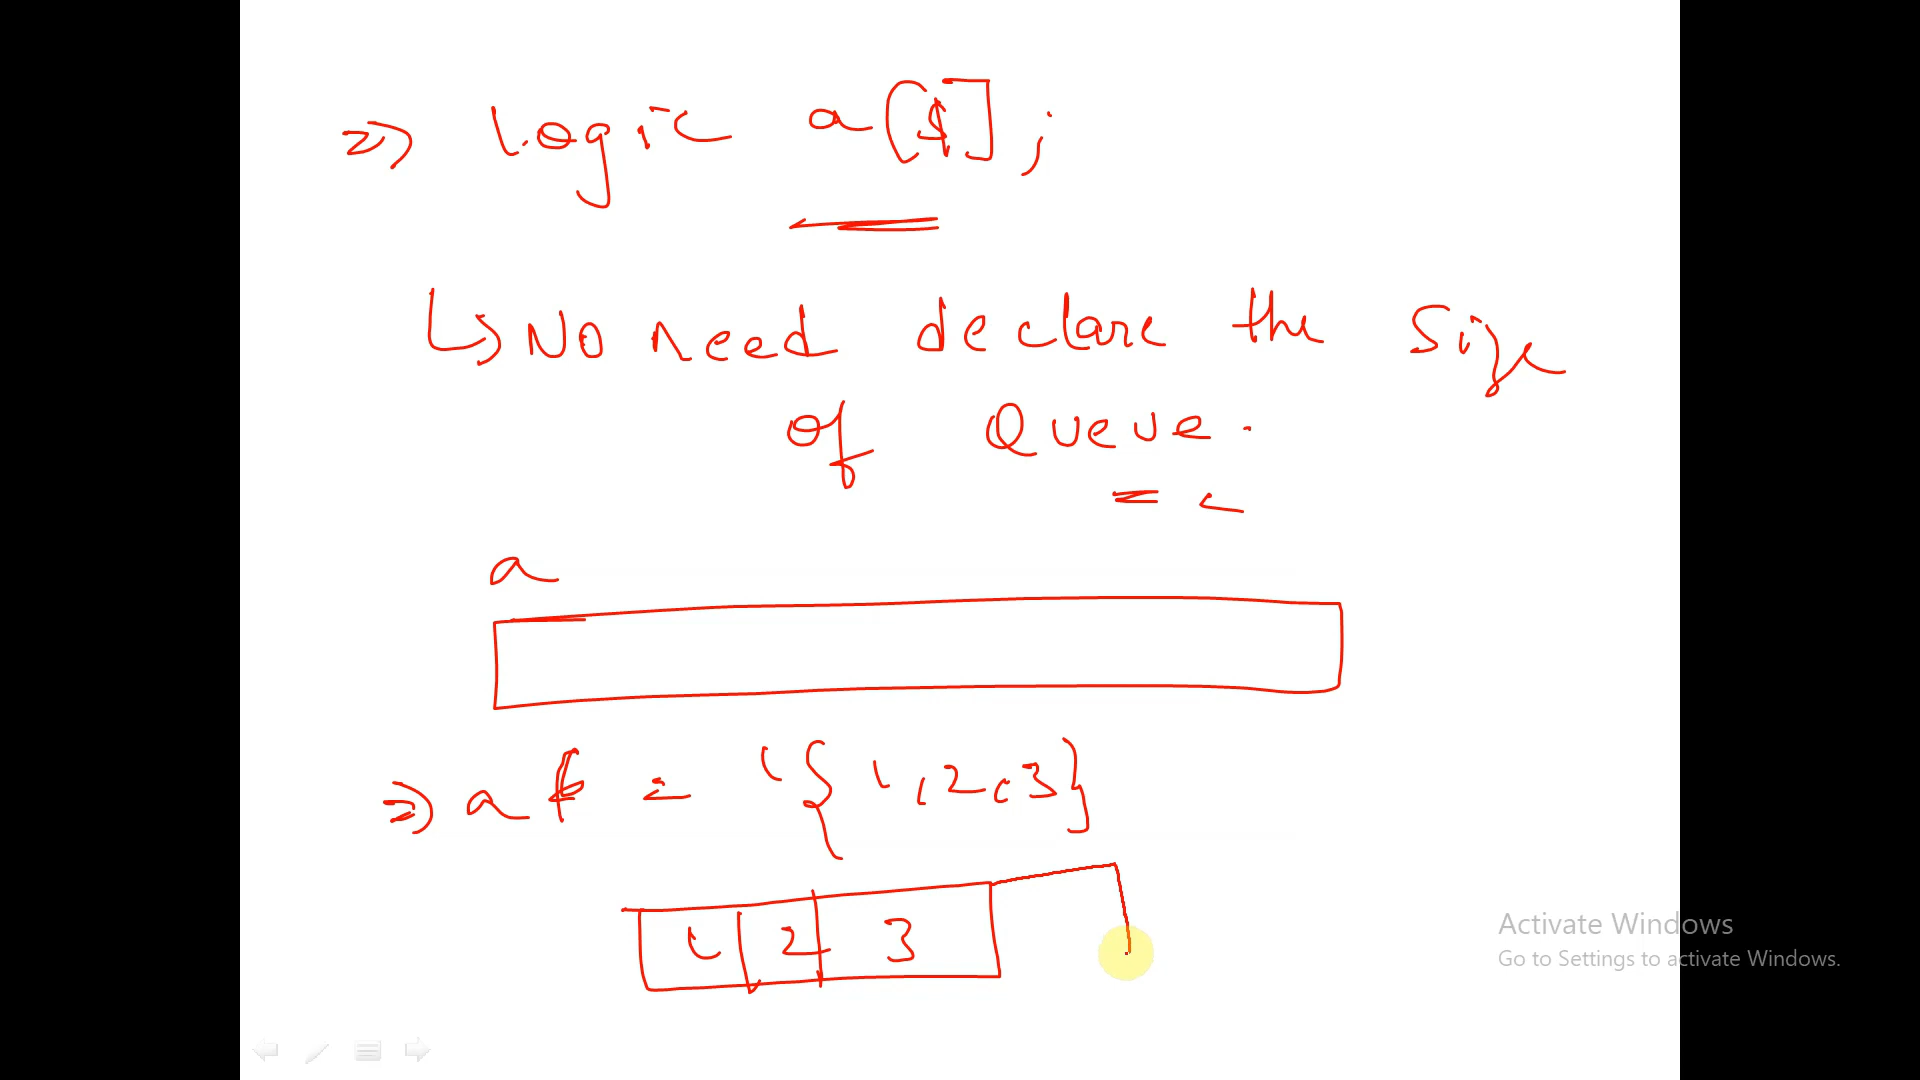 => logic a[$];
↳ No need declare the size
of Queue.
a
=> a = '{1,2,3}
1 2 3
Activate Windows
Go to Settings to activate Windows.